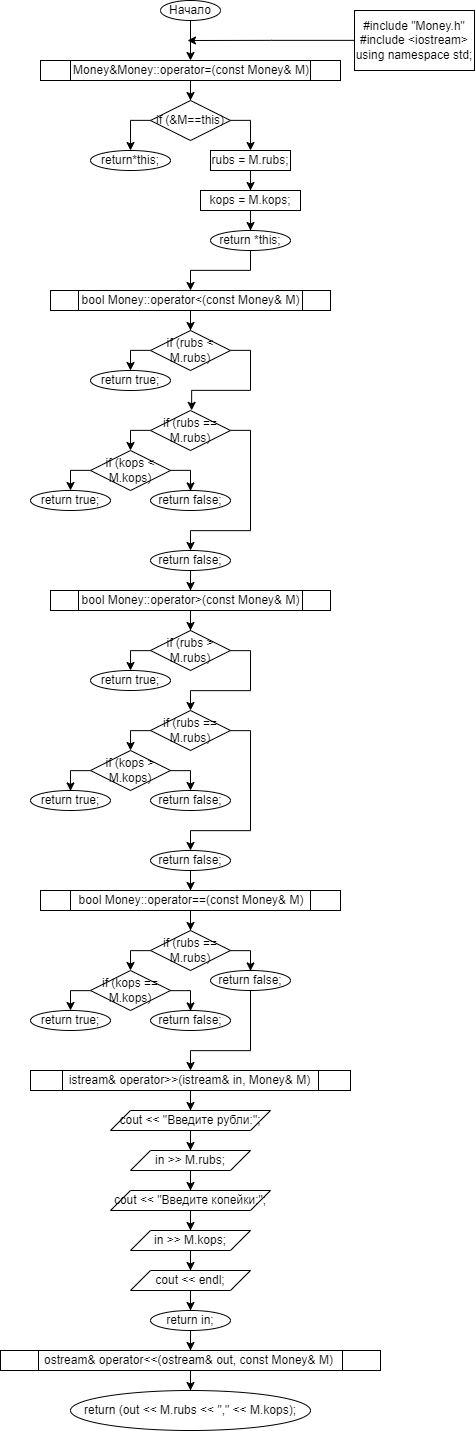 Начало
#include "Money.h"
#include <iostream>
using namespace std;
Money&Money::operator=(const Money& M)
if (&M==this)
return*this;
rubs = M.rubs;
kops = M.kops;
return *this;
bool Money::operator<(const Money& M)
if (rubs <
M.rubs)
return true;
if (rubs ==
M.rubs)
if (kops <
M.kops)
return true;
return false;
return false;
bool Money::operator>(const Money& M)
if (rubs >
M.rubs)
return true;
if (rubs ==
M.rubs)
if (kops >
M.kops)
return true;
return false;
return false;
bool Money::operator==(const Money& M)
if (rubs ==
M.rubs)
return false;
if (kops ==
M.kops)
return true;
return false;
istream& operator>>(istream& in, Money& M)
cout << "Введите рубли:";
in >> M.rubs;
cout << "Введите копейки:";
in >> M.kops;
cout << endl;
return in;
ostream& operator<<(ostream& out, const Money& M)
return (out << M.rubs << "," << M.kops);